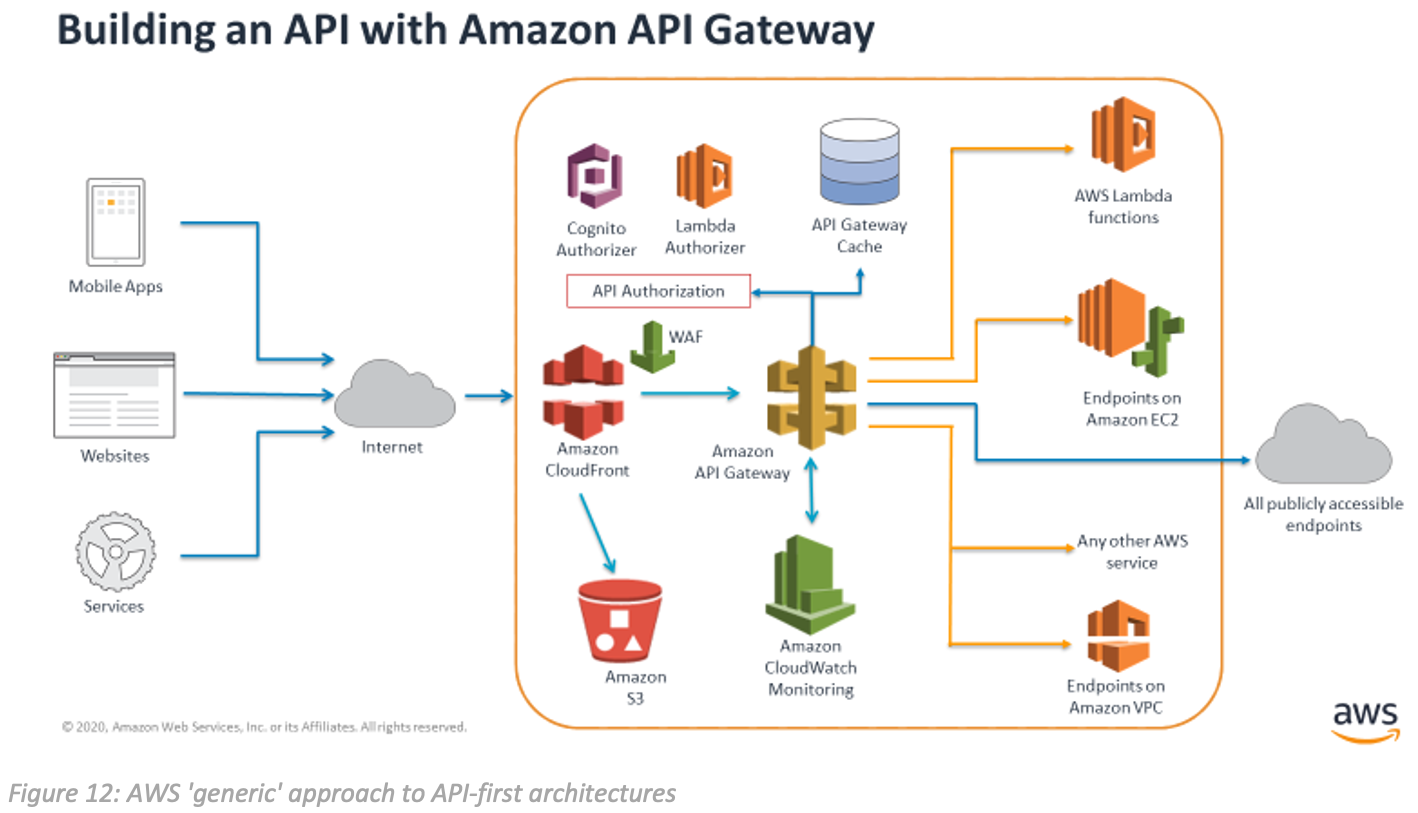 Building an API with Amazon API Gateway
Mobile Apps
Websites
Services
Internet
Cognito
Authorizer
Lambda
Authorizer
API Gateway
Cache
API Authorization
WAF
Amazon
CloudFront
Amazon
API Gateway
Amazon
S3
Amazon
CloudWatch
Monitoring
AWS Lambda
functions
Endpoints on
Amazon EC2
All publicly accessible
endpoints
Any other AWS
service
Endpoints on
Amazon VPC
© 2020, Amazon Web Services, Inc. or its Affiliates. All rights reserved.
aws
Figure 12: AWS 'generic' approach to API-first architectures